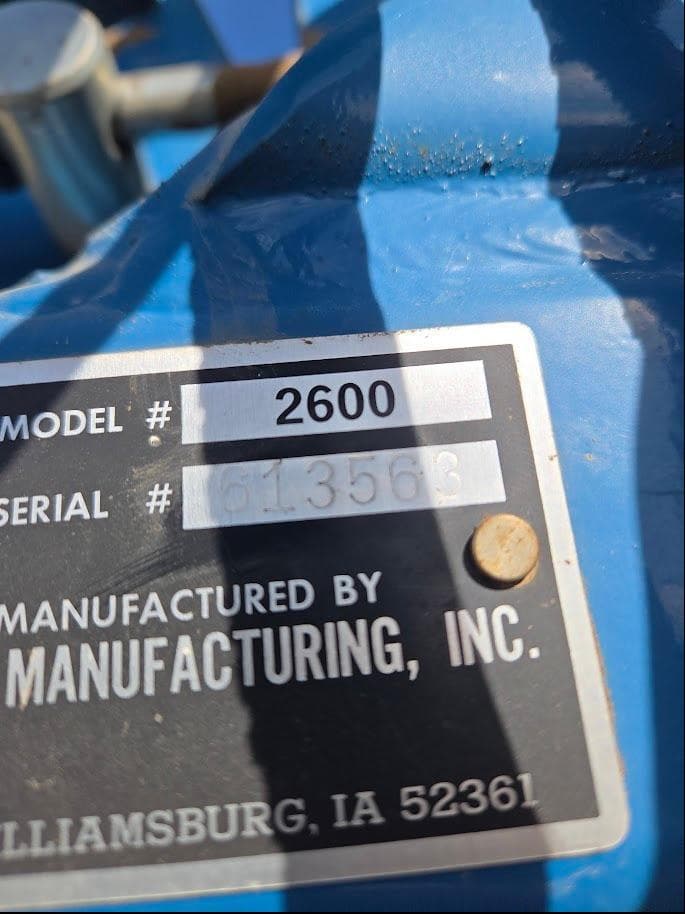 MODEL # 2600
SERIAL # 613563
MANUFACTURED BY
MANUFACTURING, INC.
LLIAMSBURG, IA 52361